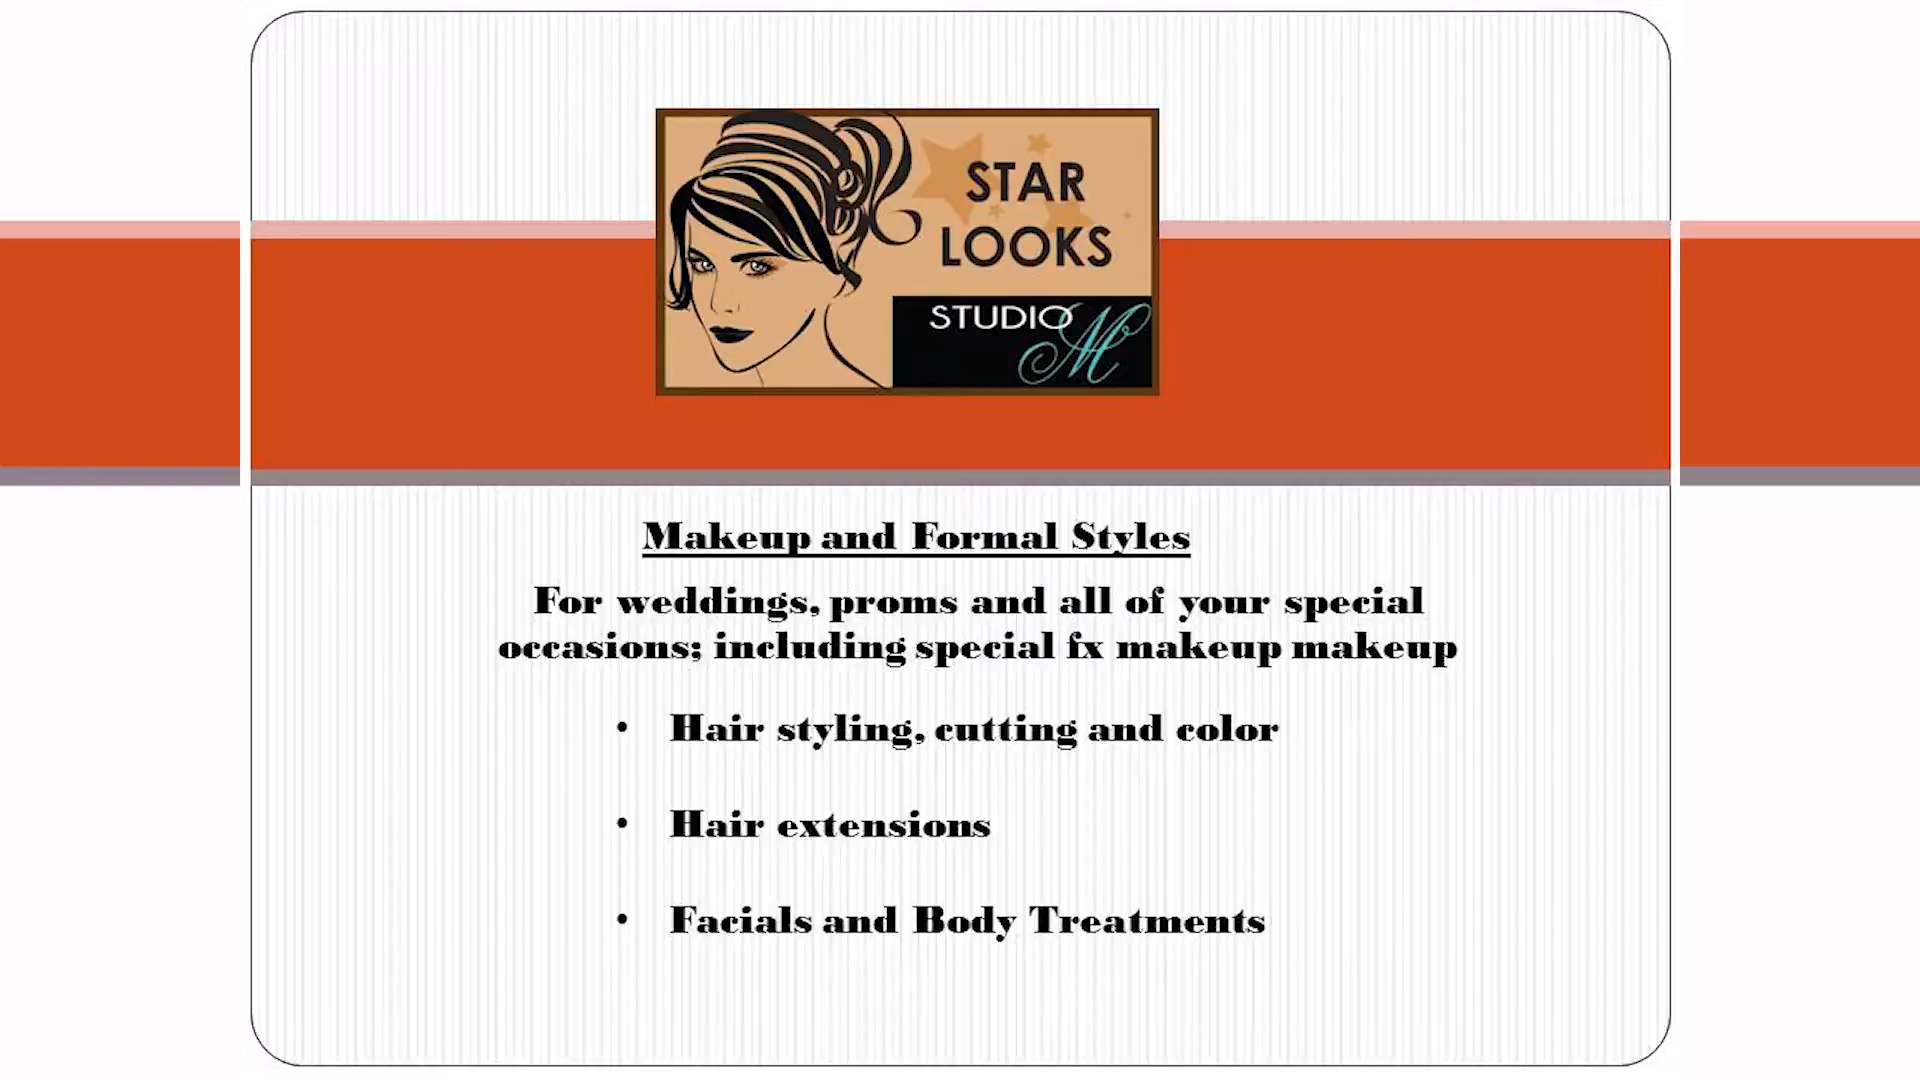 STAR
LOOKS
STUDIO M
Makeup and Formal Styles
For weddings, proms and all of your special
occasions; including special fx makeup makeup
• Hair styling, cutting and color
• Hair extensions
• Facials and Body Treatments